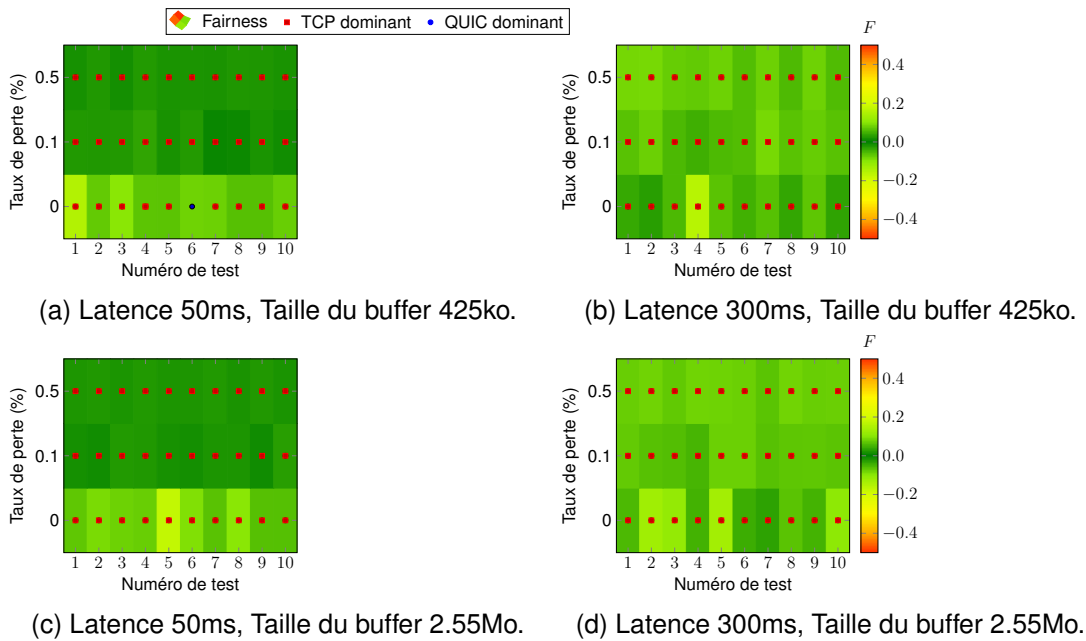 Fairness TCP dominant QUIC dominant
F
Taux de perte (%)
0.5
0.1
0
1 2 3 4 5 6 7 8 9 10
Numéro de test
(a) Latence 50ms, Taille du buffer 425ko.
Taux de perte (%)
0.5
0.1
0
1 2 3 4 5 6 7 8 9 10
Numéro de test
0.4
0.2
0.0
−0.2
−0.4
(b) Latence 300ms, Taille du buffer 425ko.
F
Taux de perte (%)
0.5
0.1
0
1 2 3 4 5 6 7 8 9 10
Numéro de test
(c) Latence 50ms, Taille du buffer 2.55Mo.
Taux de perte (%)
0.5
0.1
0
1 2 3 4 5 6 7 8 9 10
Numéro de test
0.4
0.2
0.0
−0.2
−0.4
(d) Latence 300ms, Taille du buffer 2.55Mo.